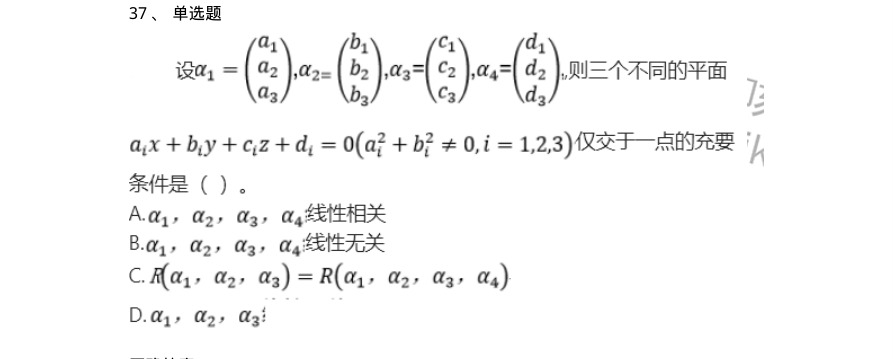 37 、 单选题
设α₁ = (a₁ a₂ a₃), α₂= (b₁ b₂ b₃), α₃= (c₁ c₂ c₃), α₄= (d₁ d₂ d₃), 则三个不同的平面
aᵢx + bᵢy + cᵢz + dᵢ = 0(aᵢ² + bᵢ² ≠ 0, i = 1,2,3)仅交于一点的充要
条件是（ ）。
A.α₁， α₂， α₃， α₄线性相关
B.α₁， α₂， α₃， α₄线性无关
C. R(α₁， α₂， α₃) = R(α₁， α₂， α₃， α₄)
D. α₁， α₂， α₃